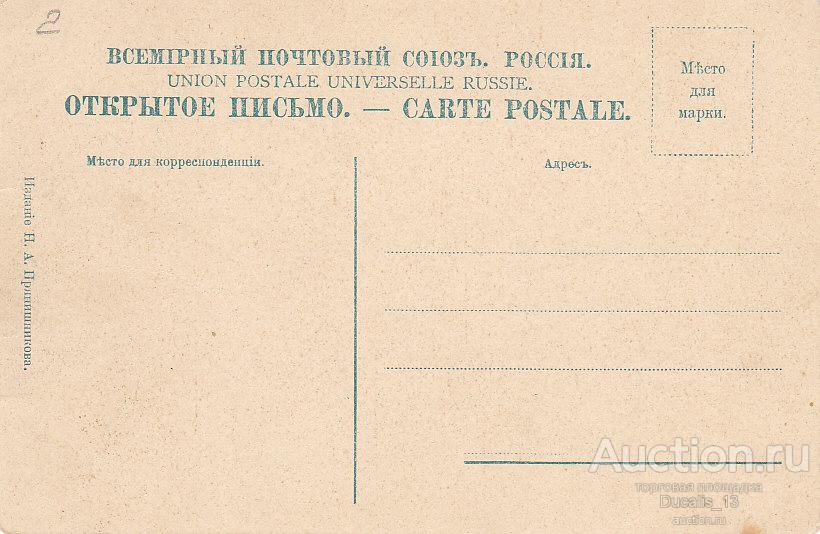 2
ВСЕМІРНЫЙ ПОЧТОВЫЙ СОЮЗЪ. РОССІЯ.
UNION POSTALE UNIVERSELLE RUSSIE.
ОТКРЫТОЕ ПИСЬМО. — CARTE POSTALE.
Мѣсто
для
марки.
Мѣсто для корреспонденціи.
Адресъ.
Изданіе Н. А. Прянишникова.
Auction.ru
торговая площадка
Ducalis_13
auction.ru